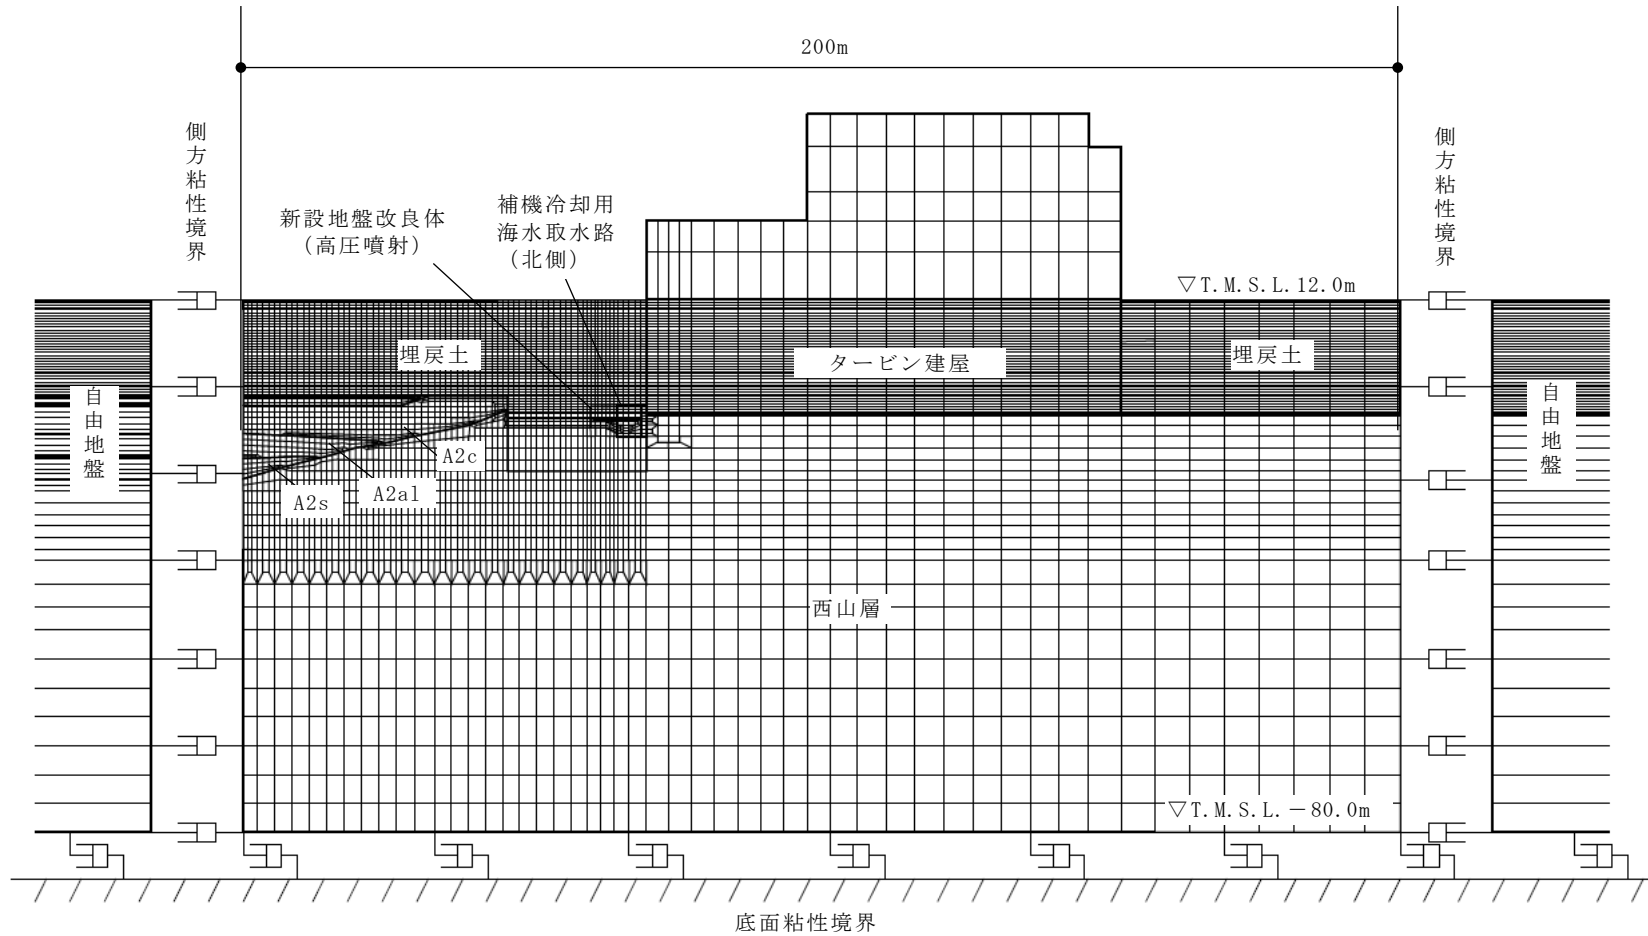 200m
側方粘性境界
側方粘性境界
新設地盤改良体
（高圧噴射）
補機冷却用
海水取水路
（北側）
▽T.M.S.L.12.0m
埋戻土
タービン建屋
埋戻土
自由地盤
自由地盤
A2c
A2al
A2s
西山層
▽T.M.S.L.－80.0m
底面粘性境界